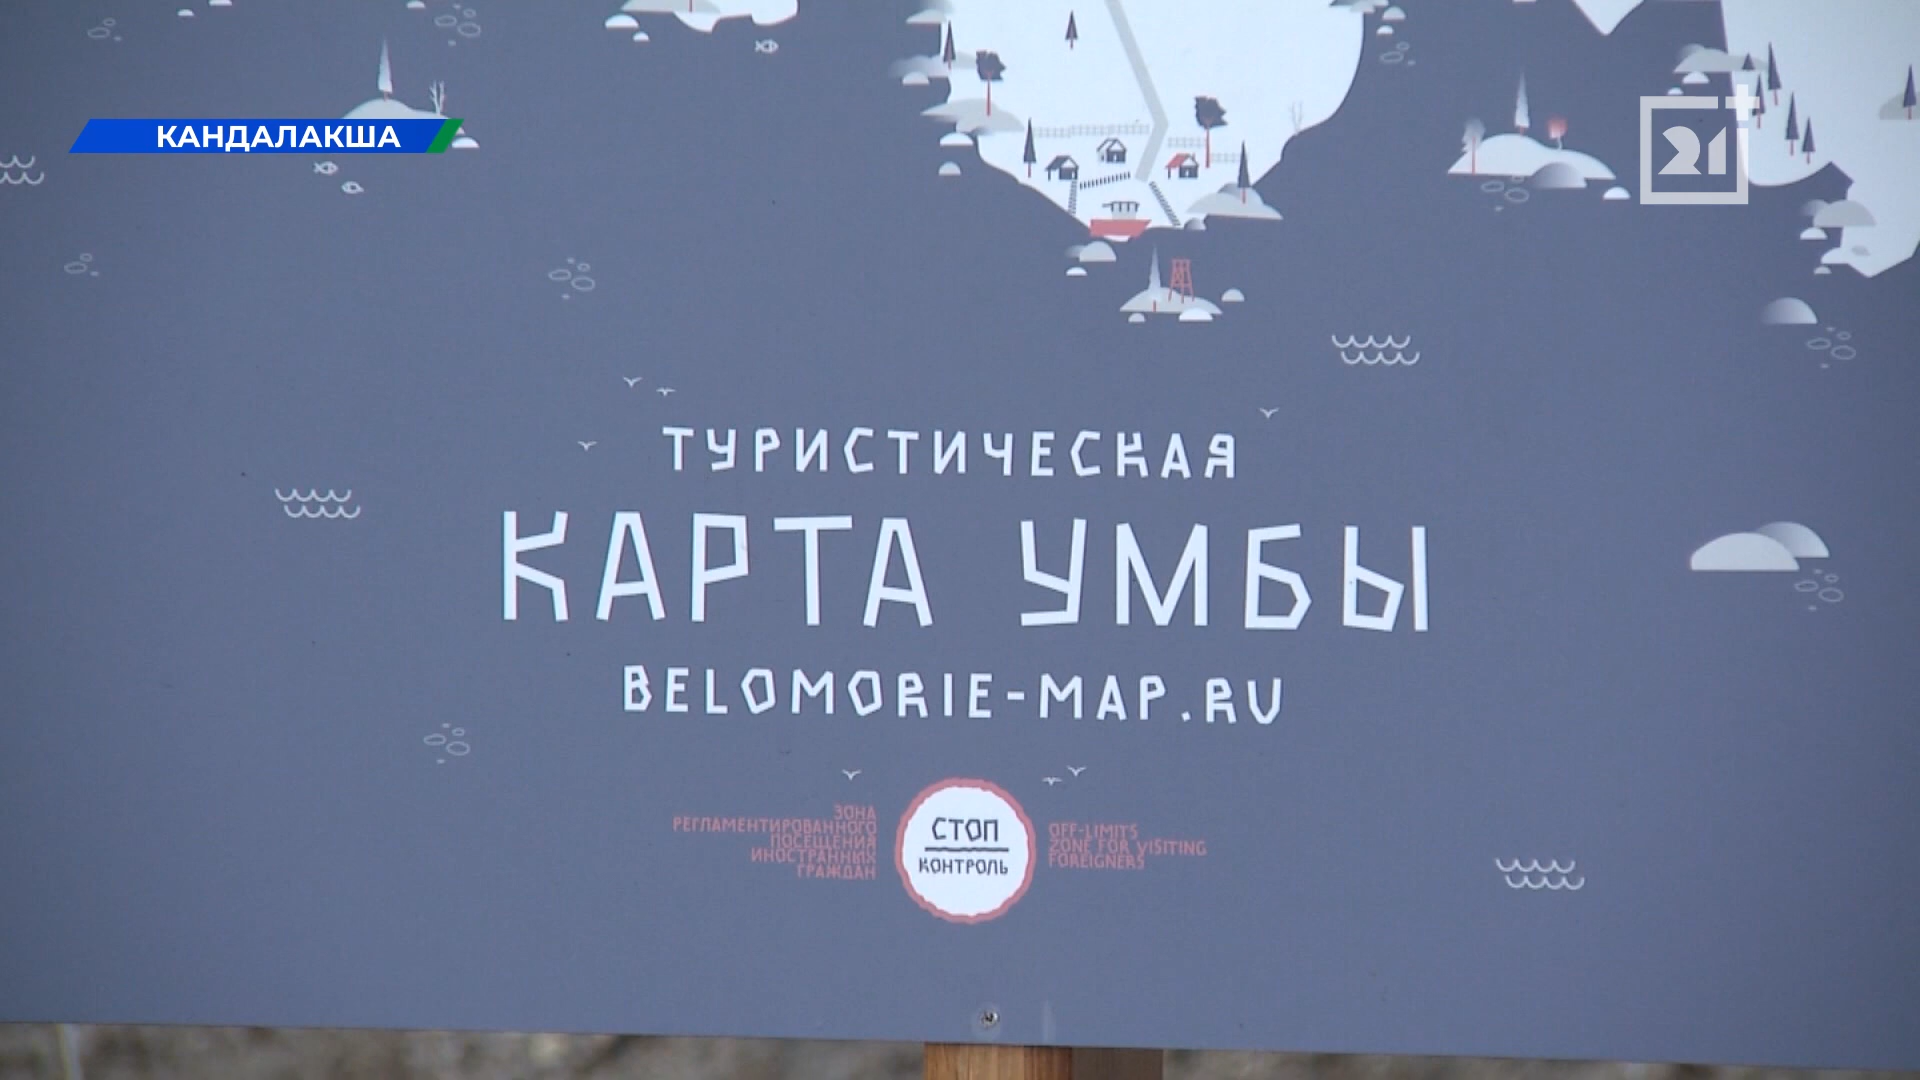 КАНДАЛАКША
21+
ТУРИСТИЧЕСКАЯ
КАРТА УМБЫ
BELOMORIE-MAP.RU
ЗОНА
РЕГЛАМЕНТИРОВАННОГО
ПОСЕЩЕНИЯ
ИНОСТРАННЫХ
ГРАЖДАН
СТОП
КОНТРОЛЬ
OFF-LIMITS
ZONE FOR VISITING
FOREIGNERS